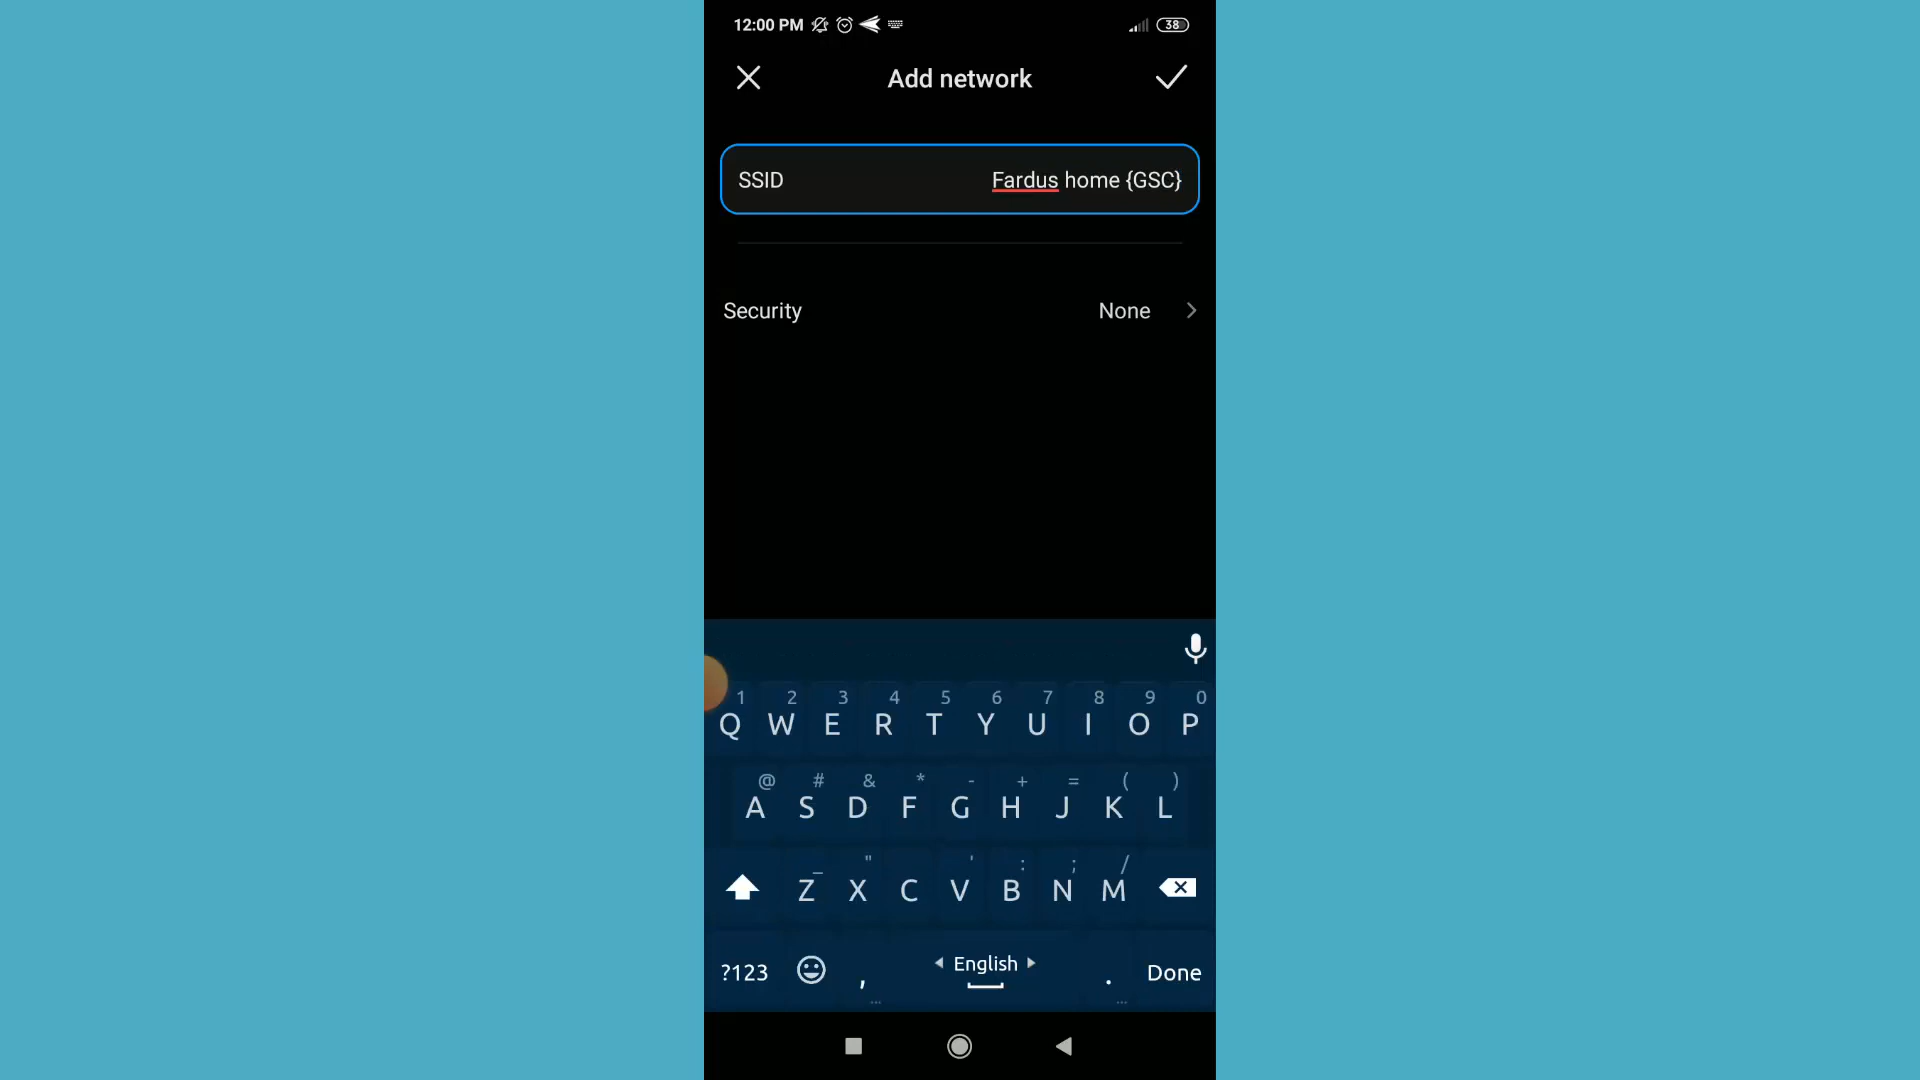 12:00 PM 38
Add network
SSID Fardus home {GSC}
Security None
1 2 3 4 5 6 7 8 9 0
Q W E R T Y U I O P
@ # & * - + = ( )
A S D F G H J K L
_ " ' : ; /
Z X C V B N M
?123 , English . Done